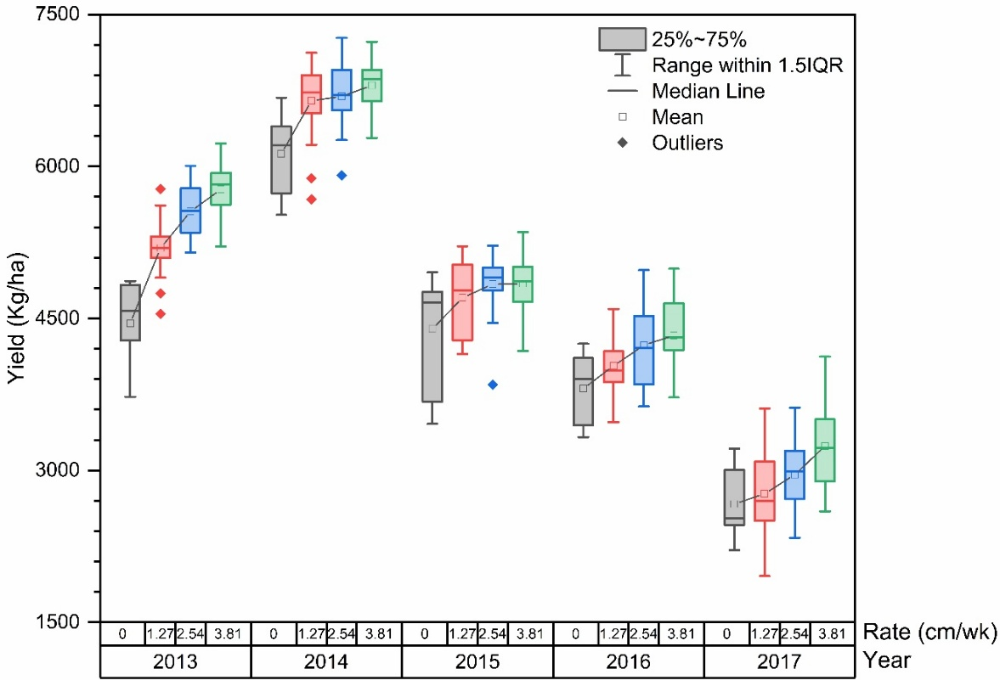 7500
6000
4500
3000
1500
Yield (Kg/ha)
25%~75%
Range within 1.5IQR
Median Line
Mean
Outliers
0 1.27 2.54 3.81 0 1.27 2.54 3.81 0 1.27 2.54 3.81 0 1.27 2.54 3.81 0 1.27 2.54 3.81 Rate (cm/wk)
2013 2014 2015 2016 2017 Year